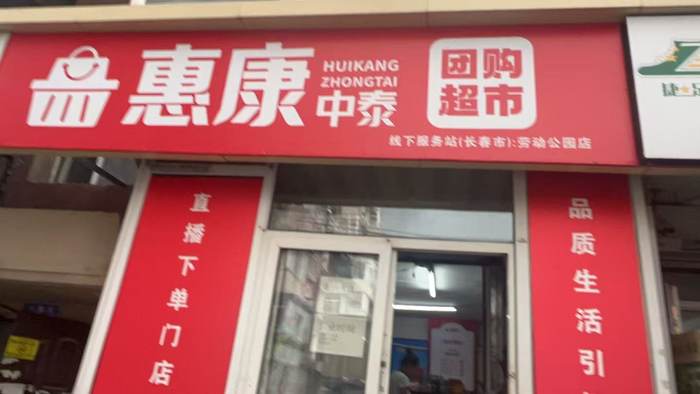 惠康
HUIKANG
ZHONGTAI
中泰
团购
超市
线下服务站(长春市):劳动公园店
直播下单门店
品质生活引